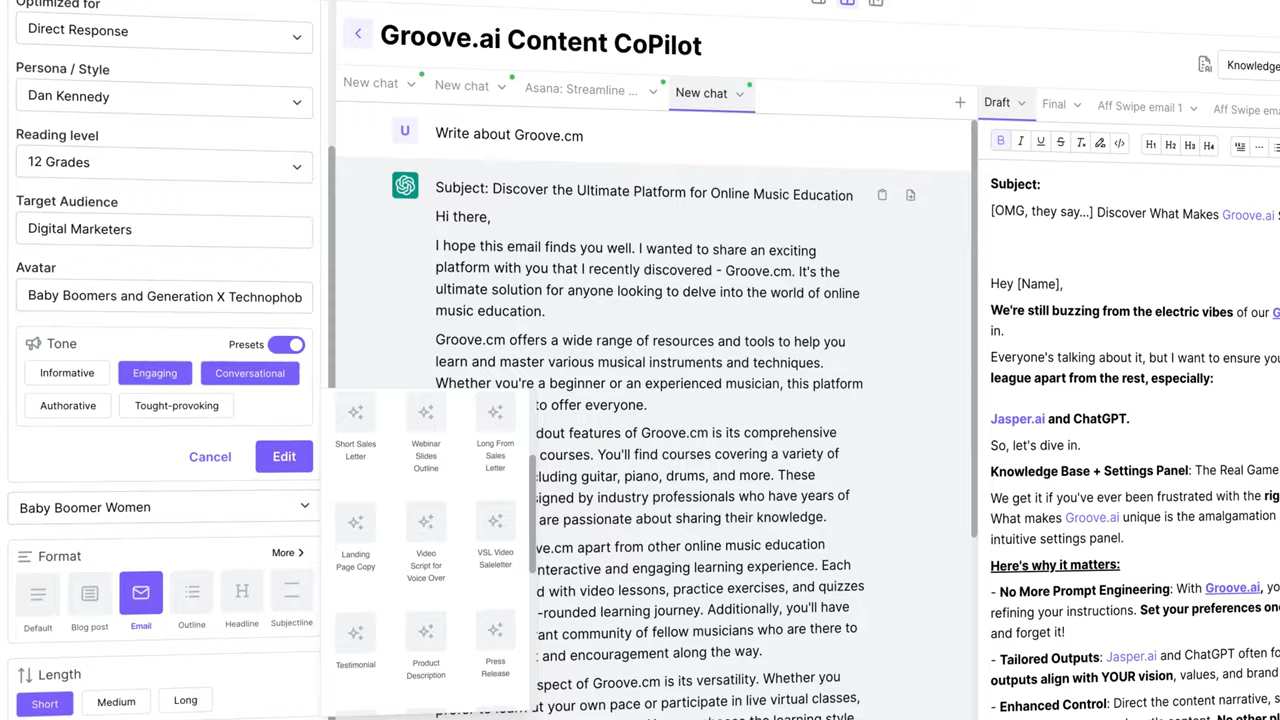 Optimized for
Direct Response
Persona / Style
Dan Kennedy
Reading level
12 Grades
Target Audience
Digital Marketers
Avatar
Baby Boomers and Generation X Technophob
Tone
Presets
Informative
Engaging
Conversational
Authorative
Tought-provoking
Cancel
Edit
Baby Boomer Women
Format
More
Default
Blog post
Email
Outline
Headline
Subjectline
Length
Short
Medium
Long
Short Sales
Letter
Webinar
Slides
Outline
Long From
Sales
Letter
Landing
Page Copy
Video
Script for
Voice Over
VSL Video
Saleletter
Testimonial
Product
Description
Press
Release
Groove.ai Content CoPilot
New chat
New chat
Asana: Streamline ...
New chat
U
Write about Groove.cm
Subject: Discover the Ultimate Platform for Online Music Education
Hi there,
I hope this email finds you well. I wanted to share an exciting
platform with you that I recently discovered - Groove.cm. It's the
ultimate solution for anyone looking to delve into the world of online
music education.
Groove.cm offers a wide range of resources and tools to help you
learn and master various musical instruments and techniques.
Whether you're a beginner or an experienced musician, this platform
to offer everyone.
dout features of Groove.cm is its comprehensive
courses. You'll find courses covering a variety of
cluding guitar, piano, drums, and more. These
signed by industry professionals who have years of
are passionate about sharing their knowledge.
ve.cm apart from other online music education
nteractive and engaging learning experience. Each
d with video lessons, practice exercises, and quizzes
-rounded learning journey. Additionally, you'll have
rant community of fellow musicians who are there to
t and encouragement along the way.
spect of Groove.cm is its versatility. Whether you
prefer to learn at your own pace or participate in live virtual classes,
Knowledge
Draft
Final
Aff Swipe email 1
Aff Swipe ema
B I U S Tx </> H1 H2 H3 H4
Subject:
[OMG, they say...] Discover What Makes Groove.ai S
Hey [Name],
We're still buzzing from the electric vibes of our G
in.
Everyone's talking about it, but I want to ensure you
league apart from the rest, especially:
Jasper.ai and ChatGPT.
So, let's dive in.
Knowledge Base + Settings Panel: The Real Game
We get it if you've ever been frustrated with the rig
What makes Groove.ai unique is the amalgamation
intuitive settings panel.
Here's why it matters:
- No More Prompt Engineering: With Groove.ai, yo
refining your instructions. Set your preferences onc
and forget it!
- Tailored Outputs: Jasper.ai and ChatGPT often fo
outputs align with YOUR vision, values, and brand
- Enhanced Control: Direct the content narrative, s